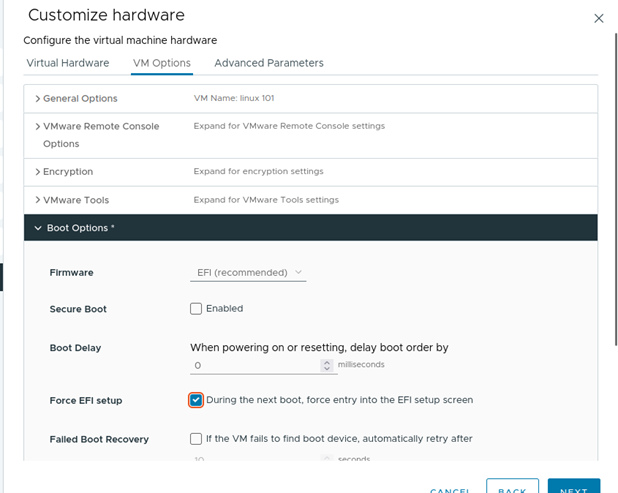 Customize hardware
Configure the virtual machine hardware
Virtual Hardware VM Options Advanced Parameters
General Options VM Name: linux 101
VMware Remote Console Expand for VMware Remote Console settings
Options
Encryption Expand for encryption settings
VMware Tools Expand for VMware Tools settings
Boot Options *
Firmware EFI (recommended)
Secure Boot Enabled
Boot Delay When powering on or resetting, delay boot order by
0 milliseconds
Force EFI setup During the next boot, force entry into the EFI setup screen
Failed Boot Recovery If the VM fails to find boot device, automatically retry after
10 seconds
CANCEL BACK NEXT